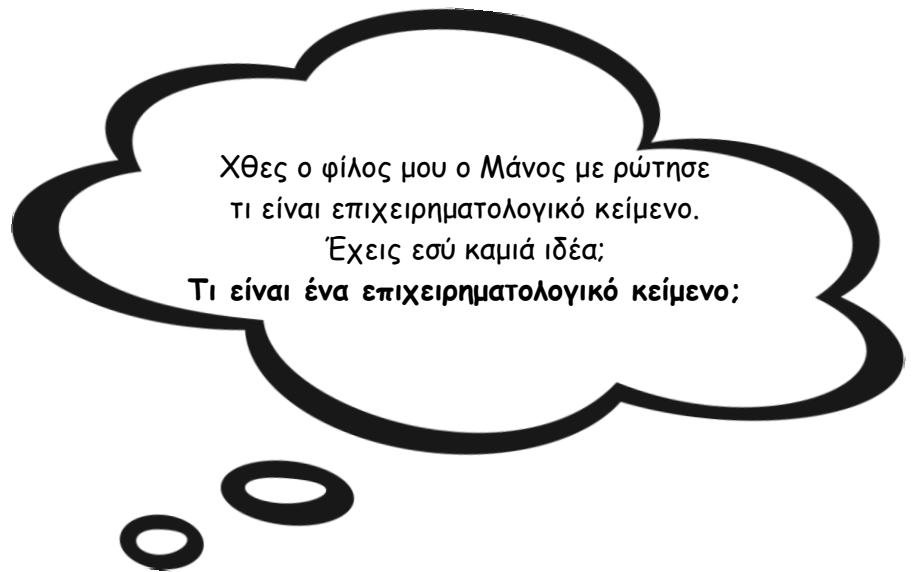 Χθες ο φίλος μου ο Μάνος με ρώτησε
τι είναι επιχειρηματολογικό κείμενο.
Έχεις εσύ καμιά ιδέα;
Τι είναι ένα επιχειρηματολογικό κείμενο;